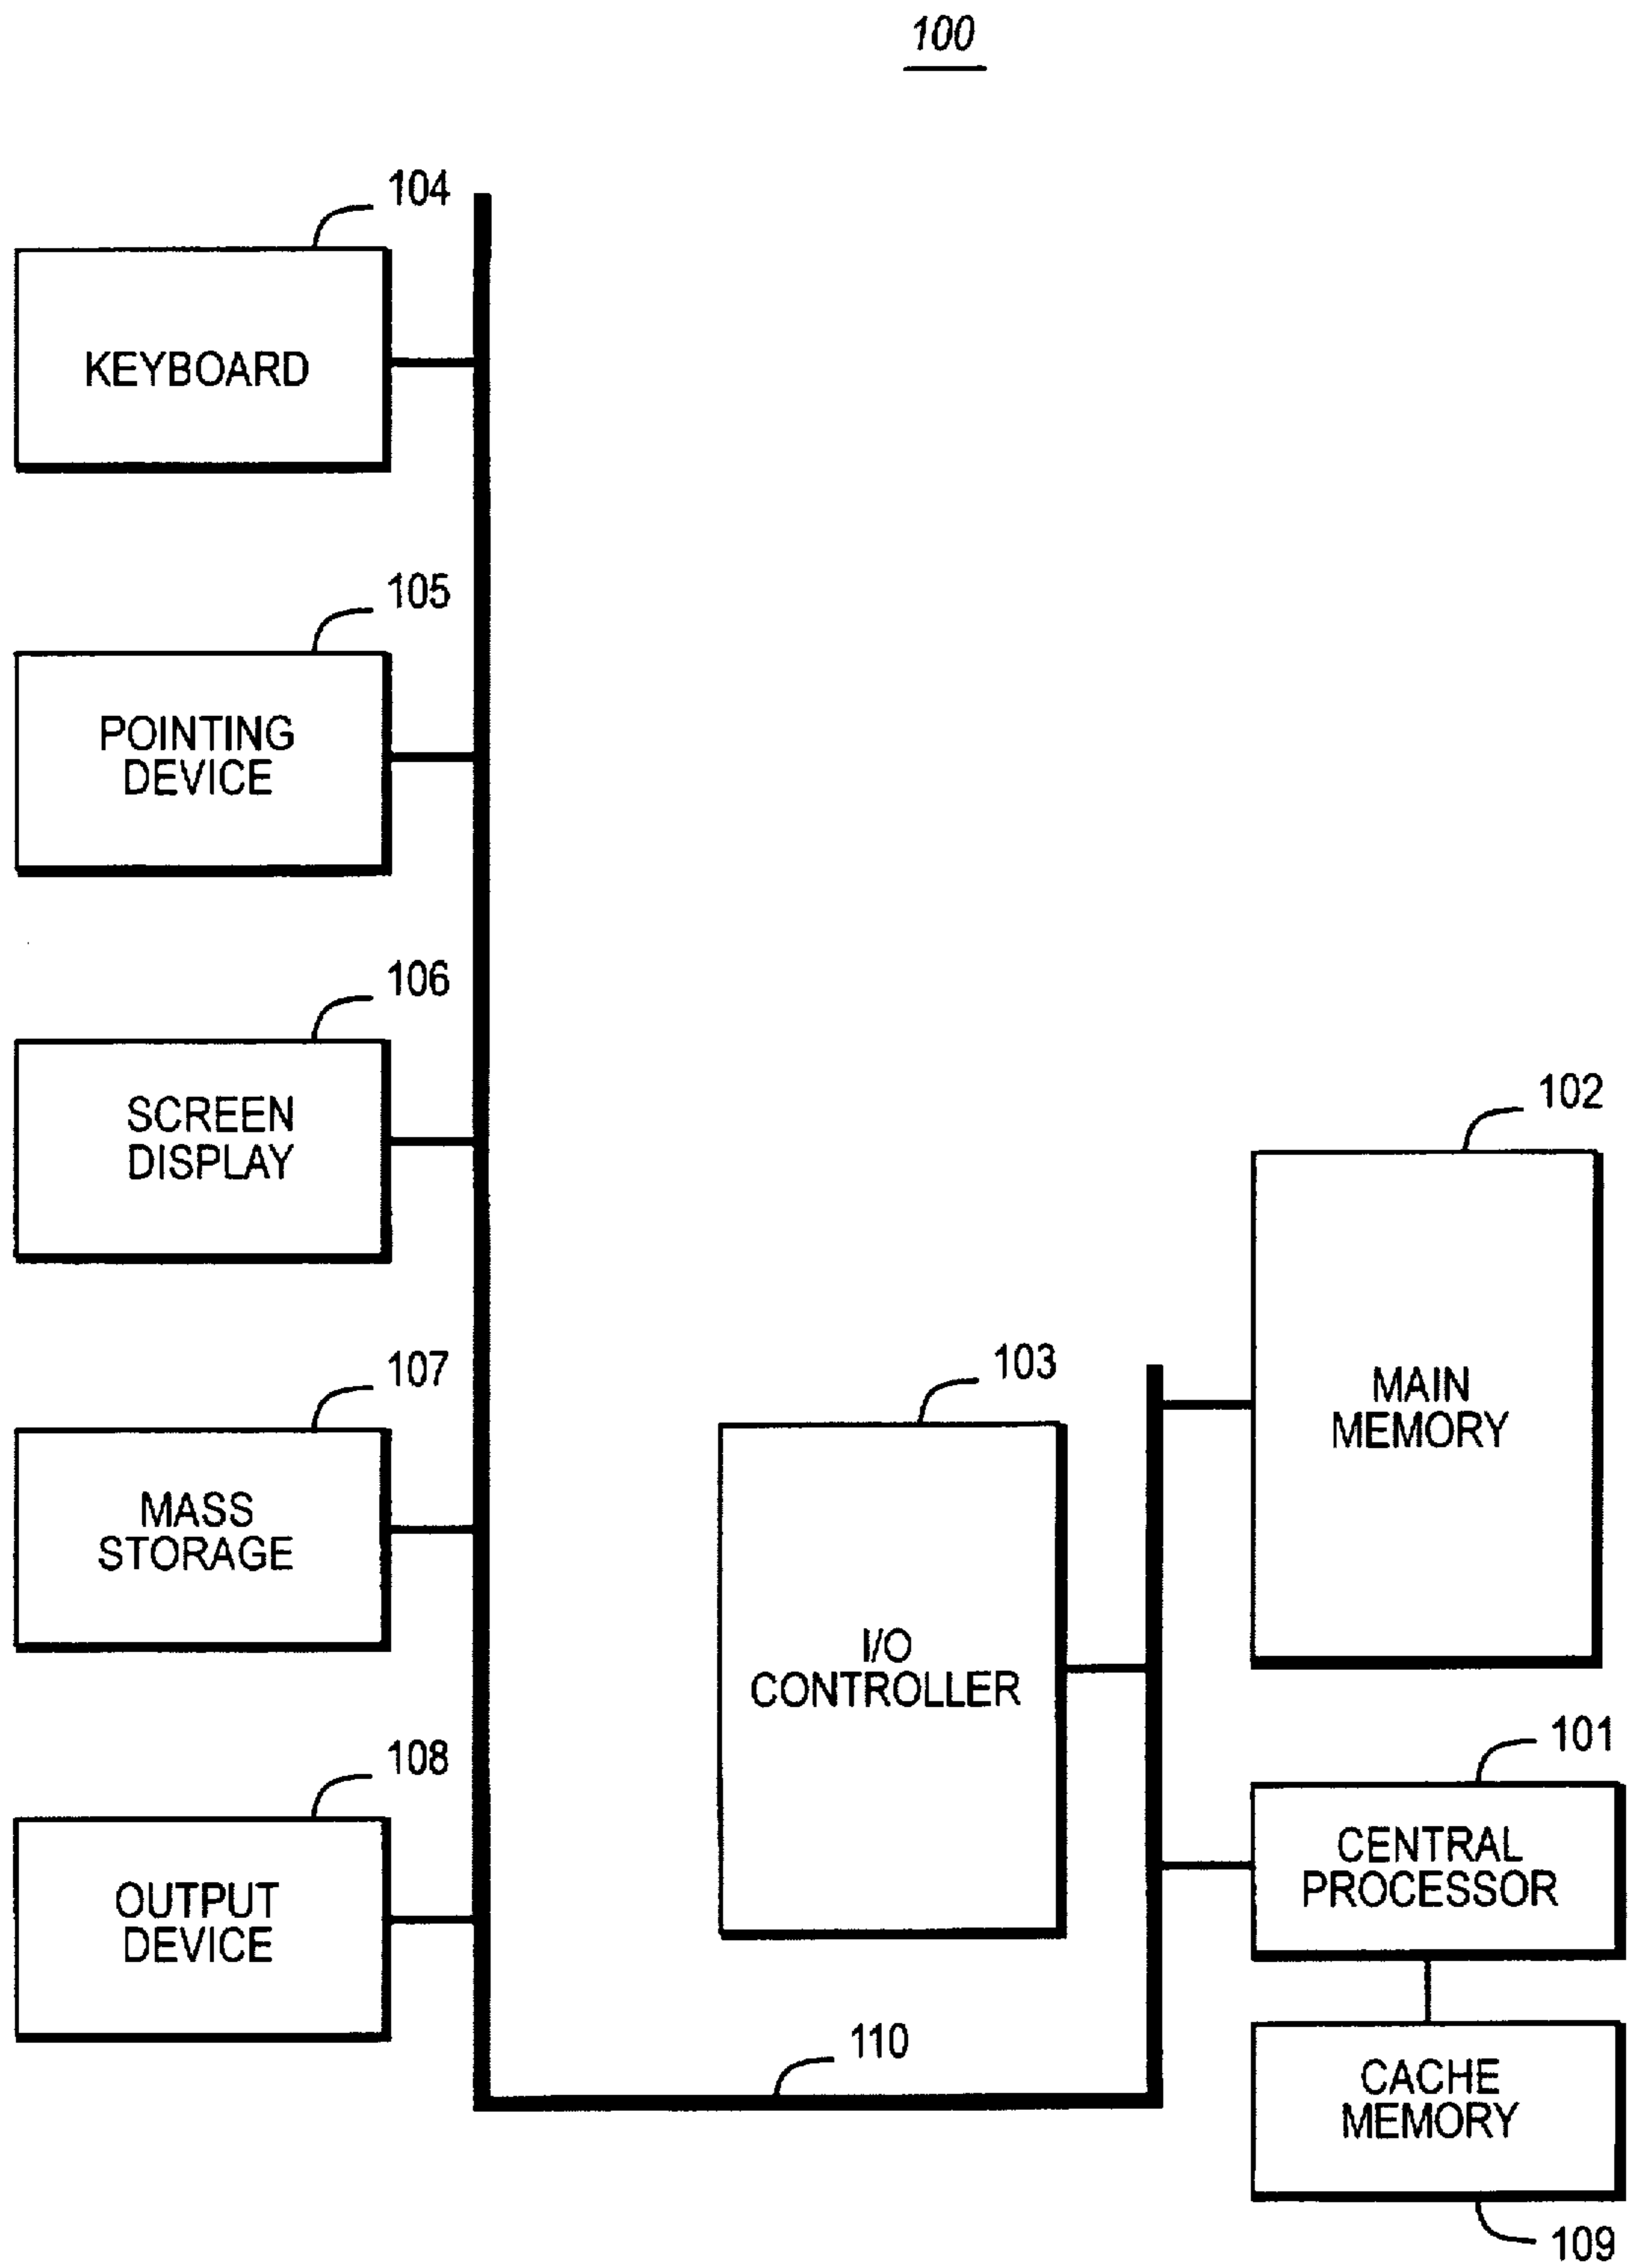 100
104
KEYBOARD
105
POINTING
DEVICE
106
SCREEN
DISPLAY
107
MASS
STORAGE
108
OUTPUT
DEVICE
103
I/O
CONTROLLER
102
MAIN
MEMORY
101
CENTRAL
PROCESSOR
110
CACHE
MEMORY
109